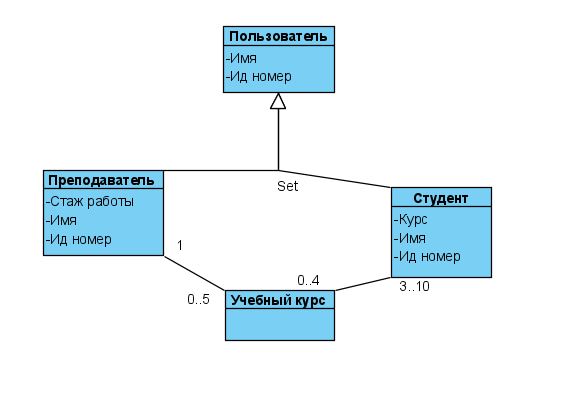 Пользователь
-Имя
-Ид номер
Преподаватель
-Стаж работы
-Имя
-Ид номер
Set
Студент
-Курс
-Имя
-Ид номер
1
0..5
0..4
3..10
Учебный курс